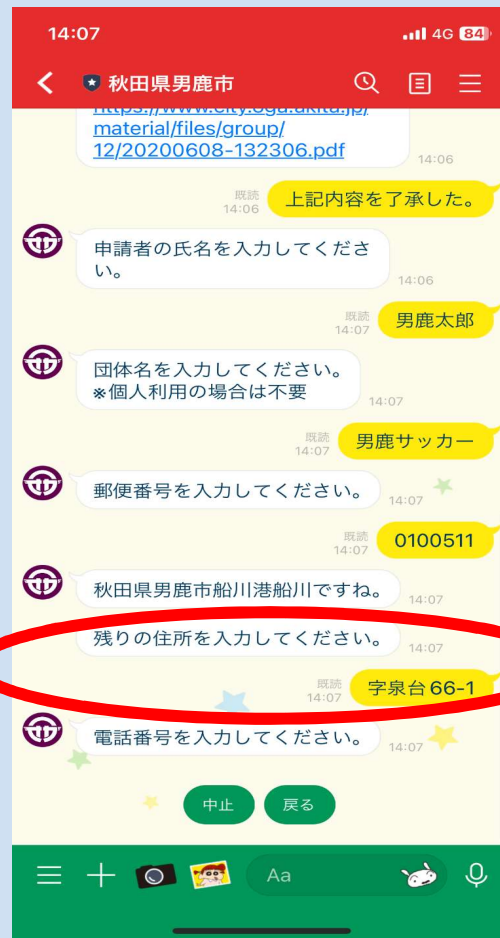 14:07
4G 84
秋田県男鹿市
https://www.city.oga.akita.jp/
material/files/group/
12/20200608-132306.pdf
14:06
既読
14:06
上記内容を了承した。
申請者の氏名を入力してくださ
い。
14:06
既読
14:07
男鹿太郎
団体名を入力してください。
※個人利用の場合は不要
14:07
既読
14:07
男鹿サッカー
郵便番号を入力してください。
14:07
既読
14:07
0100511
秋田県男鹿市船川港船川ですね。
14:07
残りの住所を入力してください。
14:07
既読
14:07
字泉台66-1
電話番号を入力してください。
14:07
中止 戻る
Aa